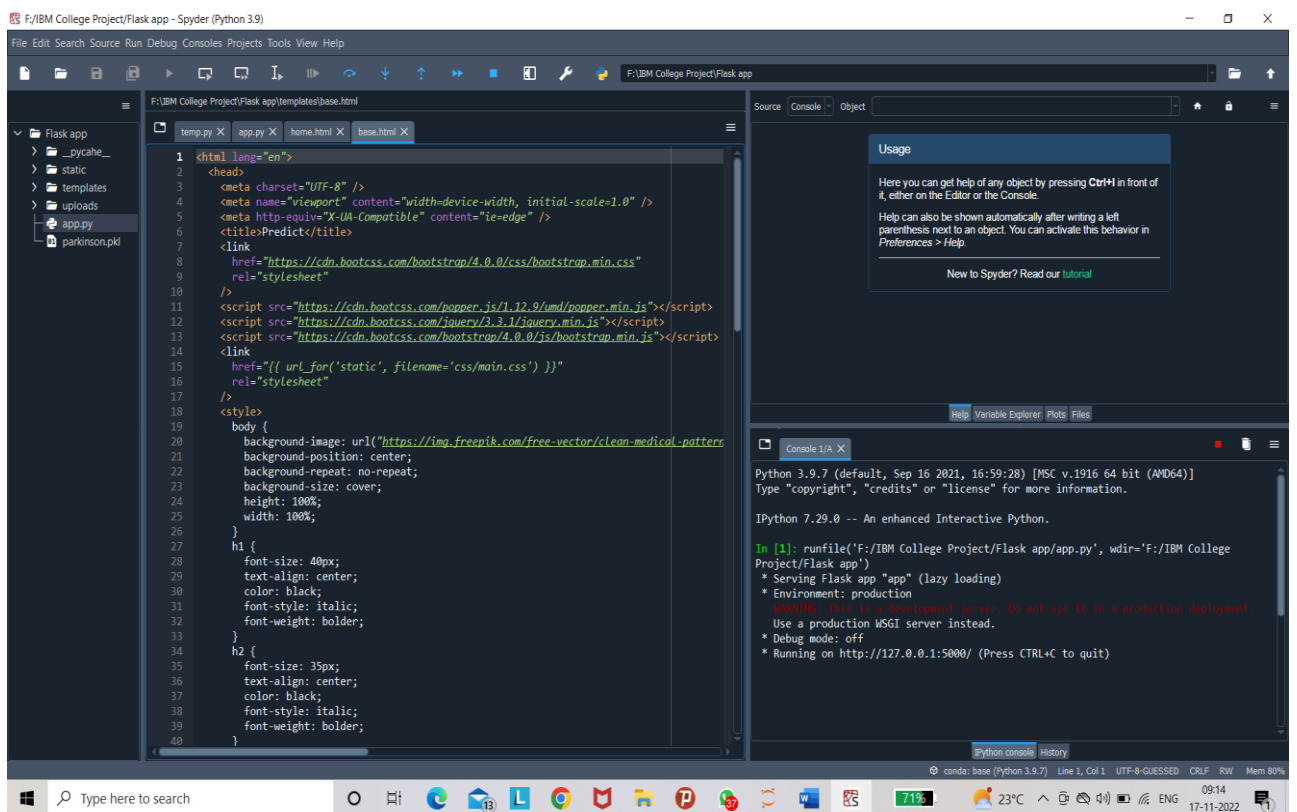 F:/IBM College Project/Flask app - Spyder (Python 3.9)
File Edit Search Source Run Debug Consoles Projects Tools View Help
F:\IBM College Project\Flask app
F:\IBM College Project\Flask app\templates\base.html
temp.py X app.py X home.html X base.html X
Flask app
_pycahe_
static
templates
uploads
app.py
parkinson.pkl
1 <html lang="en">
2 <head>
3 <meta charset="UTF-8" />
4 <meta name="viewport" content="width=device-width, initial-scale=1.0" />
5 <meta http-equiv="X-UA-Compatible" content="ie=edge" />
6 <title>Predict</title>
7 <link
8 href="https://cdn.bootcss.com/bootstrap/4.0.0/css/bootstrap.min.css"
9 rel="stylesheet"
10 />
11 <script src="https://cdn.bootcss.com/popper.js/1.12.9/umd/popper.min.js"></script>
12 <script src="https://cdn.bootcss.com/jquery/3.3.1/jquery.min.js"></script>
13 <script src="https://cdn.bootcss.com/bootstrap/4.0.0/js/bootstrap.min.js"></script>
14 <link
15 href="{{ url_for('static', filename='css/main.css') }}"
16 rel="stylesheet"
17 />
18 <style>
19 body {
20 background-image: url("https://img.freepik.com/free-vector/clean-medical-pattern
21 background-position: center;
22 background-repeat: no-repeat;
23 background-size: cover;
24 height: 100%;
25 width: 100%;
26 }
27 h1 {
28 font-size: 40px;
29 text-align: center;
30 color: black;
31 font-style: italic;
32 font-weight: bolder;
33 }
34 h2 {
35 font-size: 35px;
36 text-align: center;
37 color: black;
38 font-style: italic;
39 font-weight: bolder;
40 }
Source Console Object
Usage
Here you can get help of any object by pressing Ctrl+I in front of
it, either on the Editor or the Console.
Help can also be shown automatically after writing a left
parenthesis next to an object. You can activate this behavior in
Preferences > Help.
New to Spyder? Read our tutorial
Help Variable Explorer Plots Files
Console 1/A X
Python 3.9.7 (default, Sep 16 2021, 16:59:28) [MSC v.1916 64 bit (AMD64)]
Type "copyright", "credits" or "license" for more information.
IPython 7.29.0 -- An enhanced Interactive Python.
In [1]: runfile('F:/IBM College Project/Flask app/app.py', wdir='F:/IBM College
Project/Flask app')
* Serving Flask app "app" (lazy loading)
* Environment: production
WARNING: This is a development server. Do not use it in a production deployment.
Use a production WSGI server instead.
* Debug mode: off
* Running on http://127.0.0.1:5000/ (Press CTRL+C to quit)
IPython console History
conda: base (Python 3.9.7) Line 1, Col 1 UTF-8-GUESSED CRLF RW Mem 80%
Type here to search
13
37
71%
23°C
ENG
09:14
17-11-2022
1